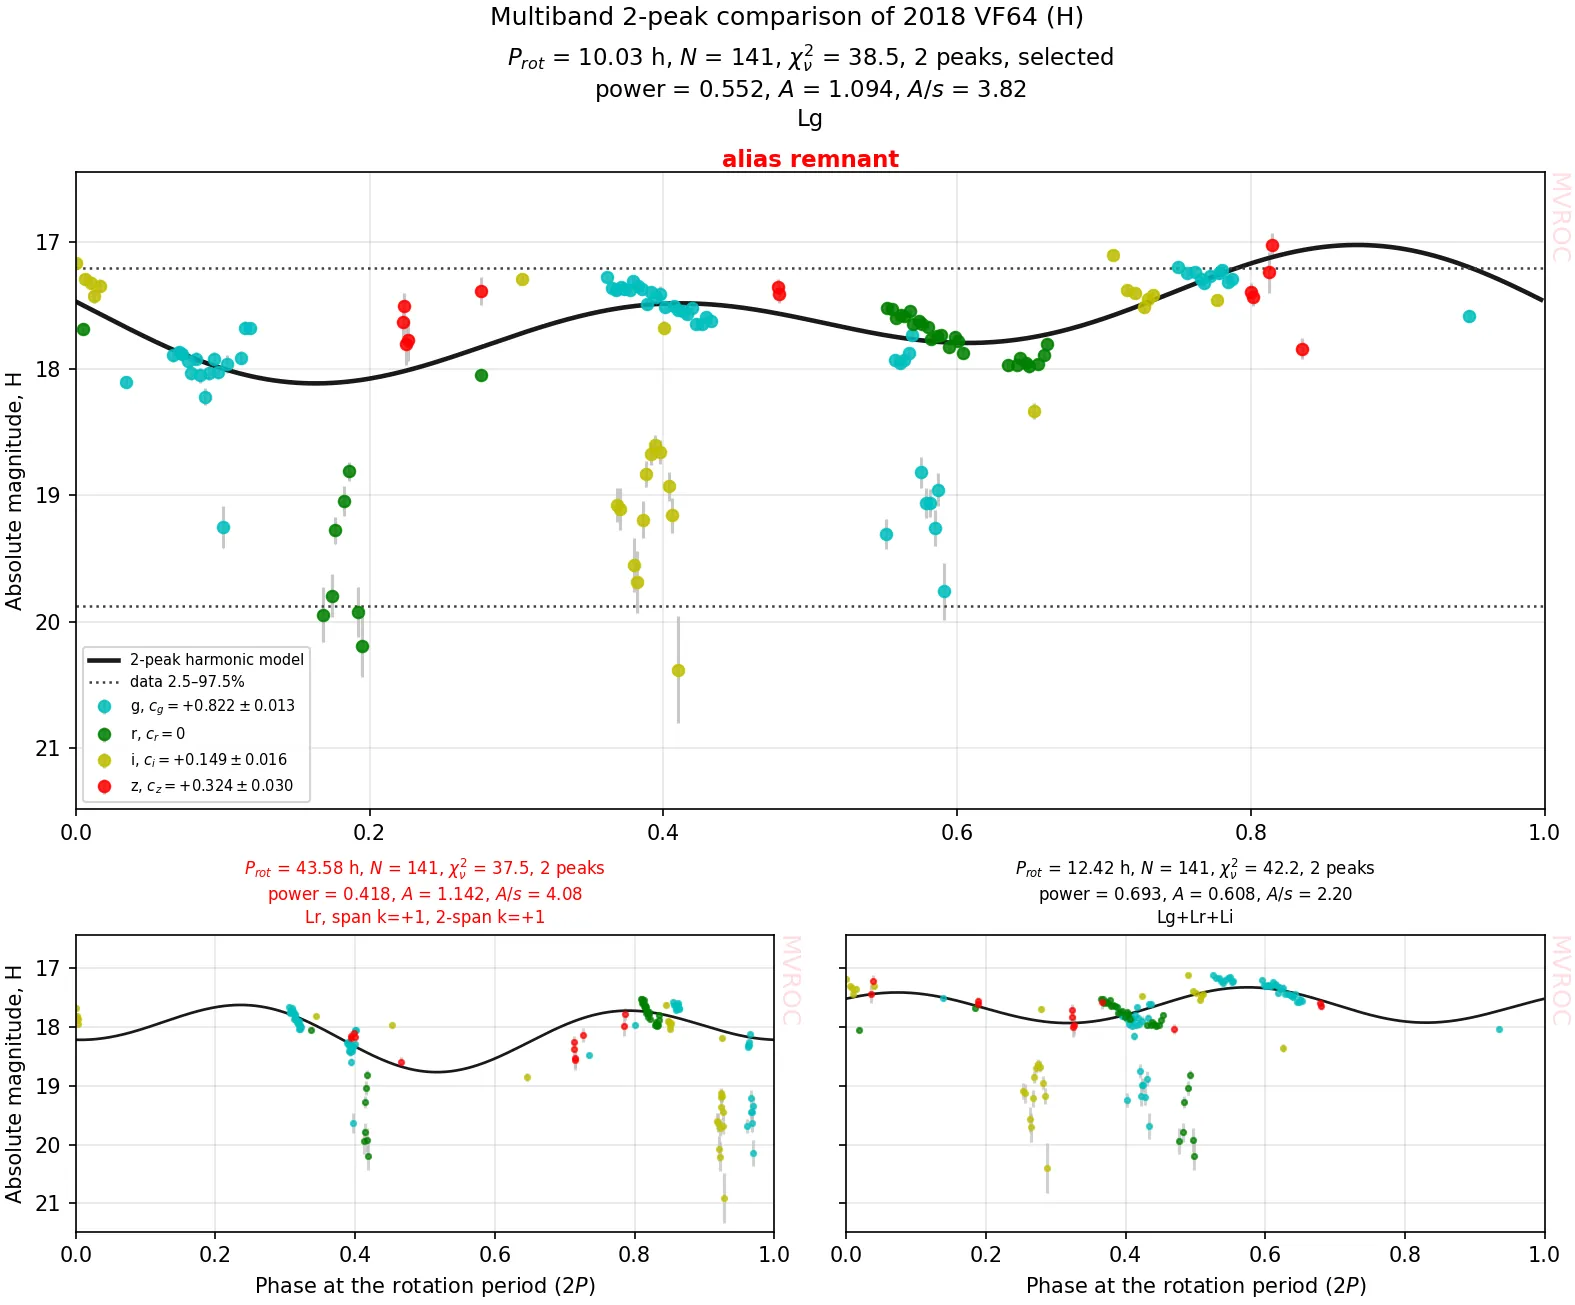 Multiband 2-peak comparison of 2018 VF64 (H)
P_rot = 10.03 h, N = 141, χ²_ν = 38.5, 2 peaks, selected
power = 0.552, A = 1.094, A/s = 3.82
Lg
alias remnant
MVROC
Absolute magnitude, H
17
18
19
20
21
2-peak harmonic model
data 2.5–97.5%
g, c_g = +0.822 ± 0.013
r, c_r = 0
i, c_i = +0.149 ± 0.016
z, c_z = +0.324 ± 0.030
0.0 0.2 0.4 0.6 0.8 1.0
P_rot = 43.58 h, N = 141, χ²_ν = 37.5, 2 peaks
power = 0.418, A = 1.142, A/s = 4.08
Lr, span k=+1, 2-span k=+1
MVROC
Absolute magnitude, H
17
18
19
20
21
0.0 0.2 0.4 0.6 0.8 1.0
Phase at the rotation period (2P)
P_rot = 12.42 h, N = 141, χ²_ν = 42.2, 2 peaks
power = 0.693, A = 0.608, A/s = 2.20
Lg+Lr+Li
MVROC
0.0 0.2 0.4 0.6 0.8 1.0
Phase at the rotation period (2P)